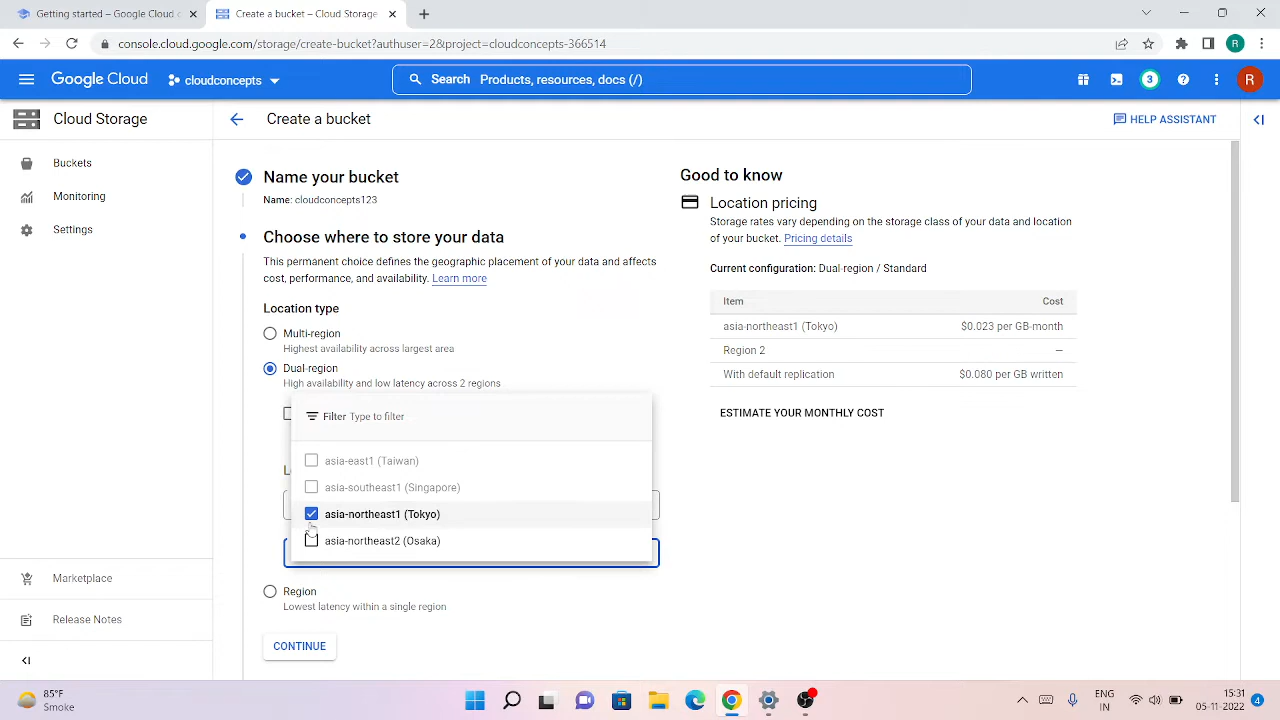 Getting started – Google Cloud c
Create a bucket – Cloud Storage
console.cloud.google.com/storage/create-bucket?authuser=2&project=cloudconcepts-366514
R
Google Cloud
cloudconcepts
Search Products, resources, docs (/)
3
R
Cloud Storage
Create a bucket
HELP ASSISTANT
Buckets
Monitoring
Settings
Marketplace
Release Notes
Name your bucket
Name: cloudconcepts123
Choose where to store your data
This permanent choice defines the geographic placement of your data and affects
cost, performance, and availability. Learn more
Location type
Multi-region
Highest availability across largest area
Dual-region
High availability and low latency across 2 regions
Filter Type to filter
asia-east1 (Taiwan)
asia-southeast1 (Singapore)
asia-northeast1 (Tokyo)
asia-northeast2 (Osaka)
Region
Lowest latency within a single region
CONTINUE
Good to know
Location pricing
Storage rates vary depending on the storage class of your data and location
of your bucket. Pricing details
Current configuration: Dual-region / Standard
Item Cost
asia-northeast1 (Tokyo) $0.023 per GB-month
Region 2 —
With default replication $0.080 per GB written
ESTIMATE YOUR MONTHLY COST
85°F
Smoke
ENG
IN
15:31
05-11-2022
4